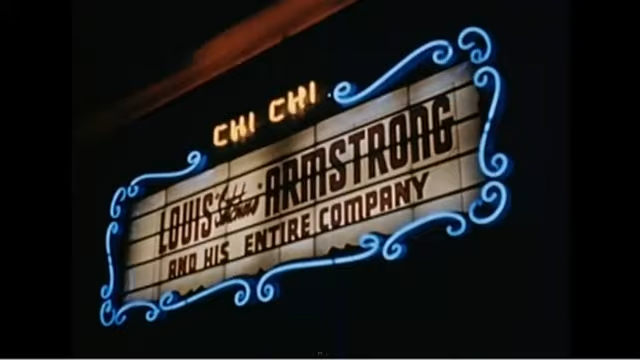 CHI CHI
LOUIS "Satchmo" ARMSTRONG
AND HIS ENTIRE COMPANY